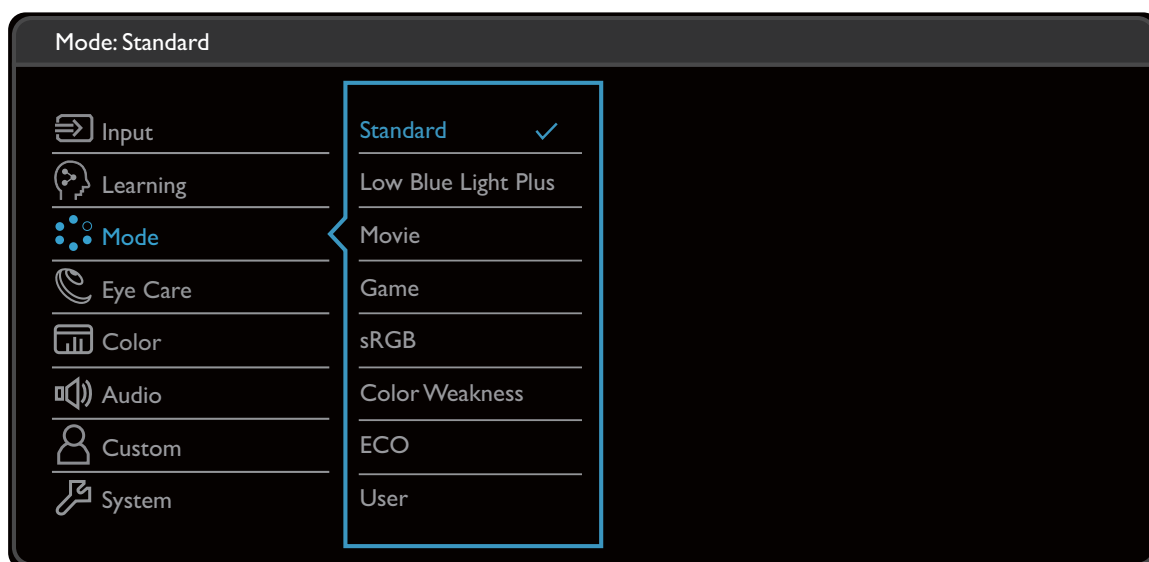 Mode: Standard
Input
Learning
Mode
Eye Care
Color
Audio
Custom
System
Standard
Low Blue Light Plus
Movie
Game
sRGB
Color Weakness
ECO
User